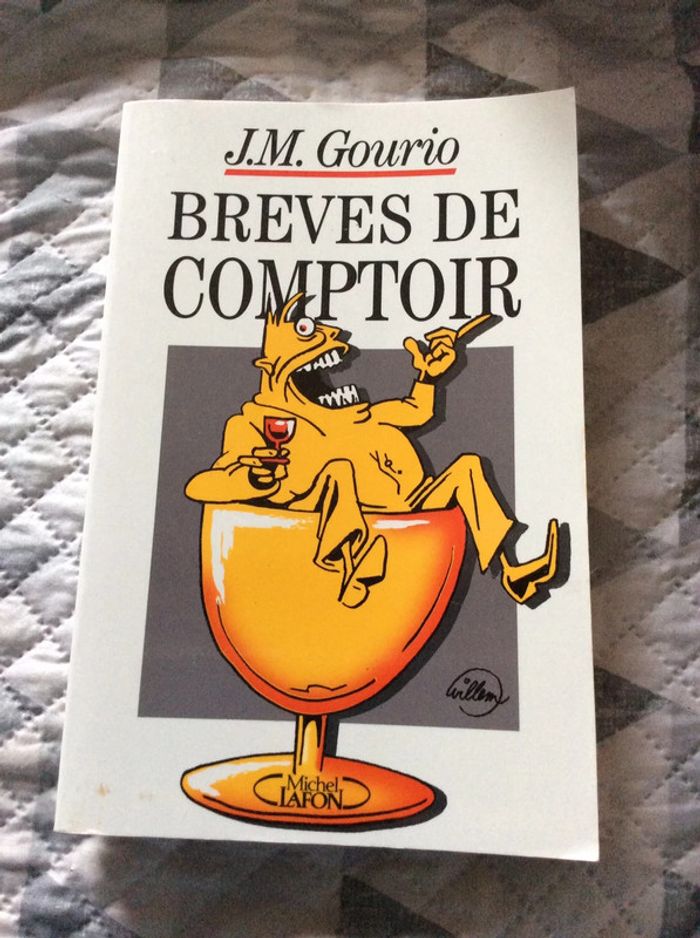 J.M. Gourio
BREVES DE
COMPTOIR
Willem
Michel
LAFON